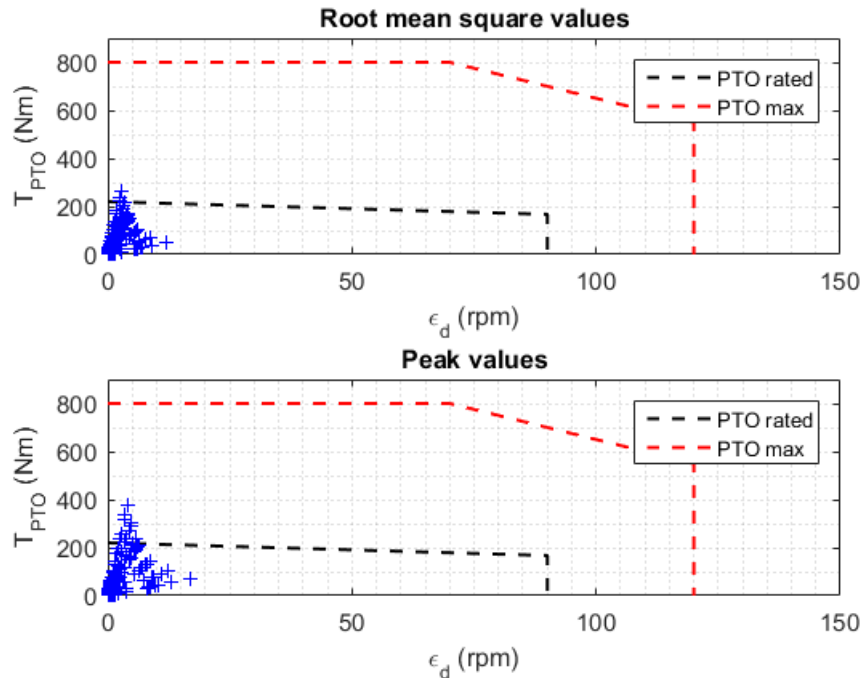 Root mean square values
800
600
400
200
0
T_PTO (Nm)
PTO rated
PTO max
0
50
100
150
ϵ_d (rpm)
Peak values
800
600
400
200
0
T_PTO (Nm)
PTO rated
PTO max
0
50
100
150
ϵ_d (rpm)